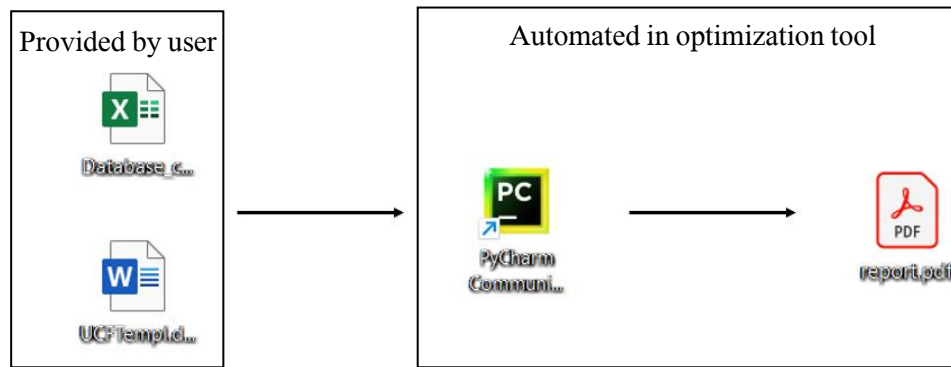 Provided by user
Automated in optimization tool
X
Database_c...
W
UCFTempl.d...
PC
PyCharm
Communi...
PDF
report.pdf